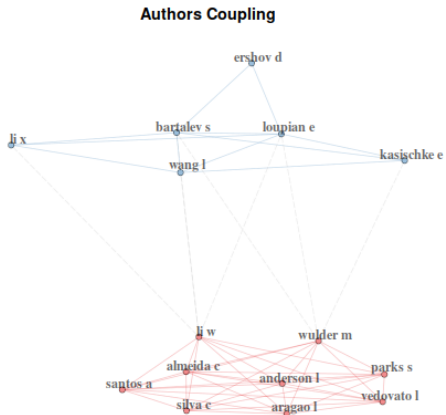 Authors Coupling
ershov d
bartalev s
loupian e
li x
kasischke e
wang l
li w
wulder m
almeida c
parks s
anderson l
santos a
vedovato l
silva c
aragao l